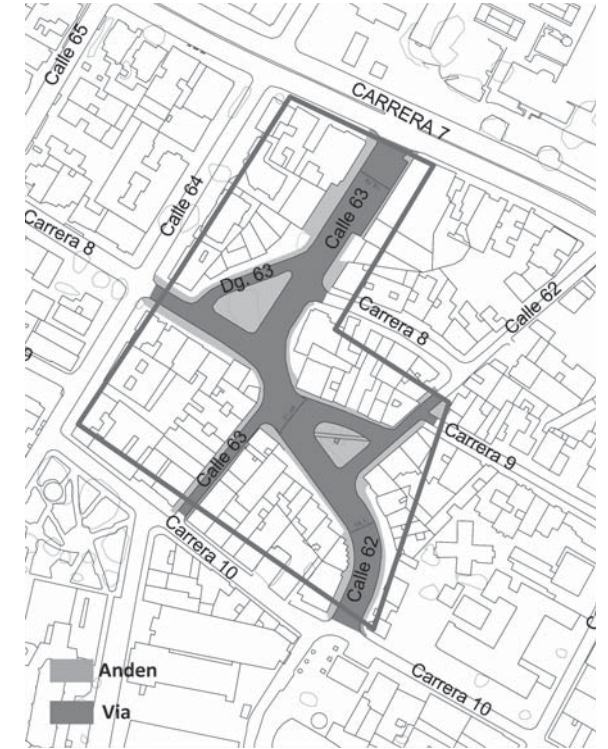 Calle 65
CARRERA 7
Calle 64
Calle 63
Carrera 8
Dg. 63
Calle 62
Carrera 8
Carrera 9
Calle 63
Carrera 10
Calle 62
Carrera 10
Anden
Via